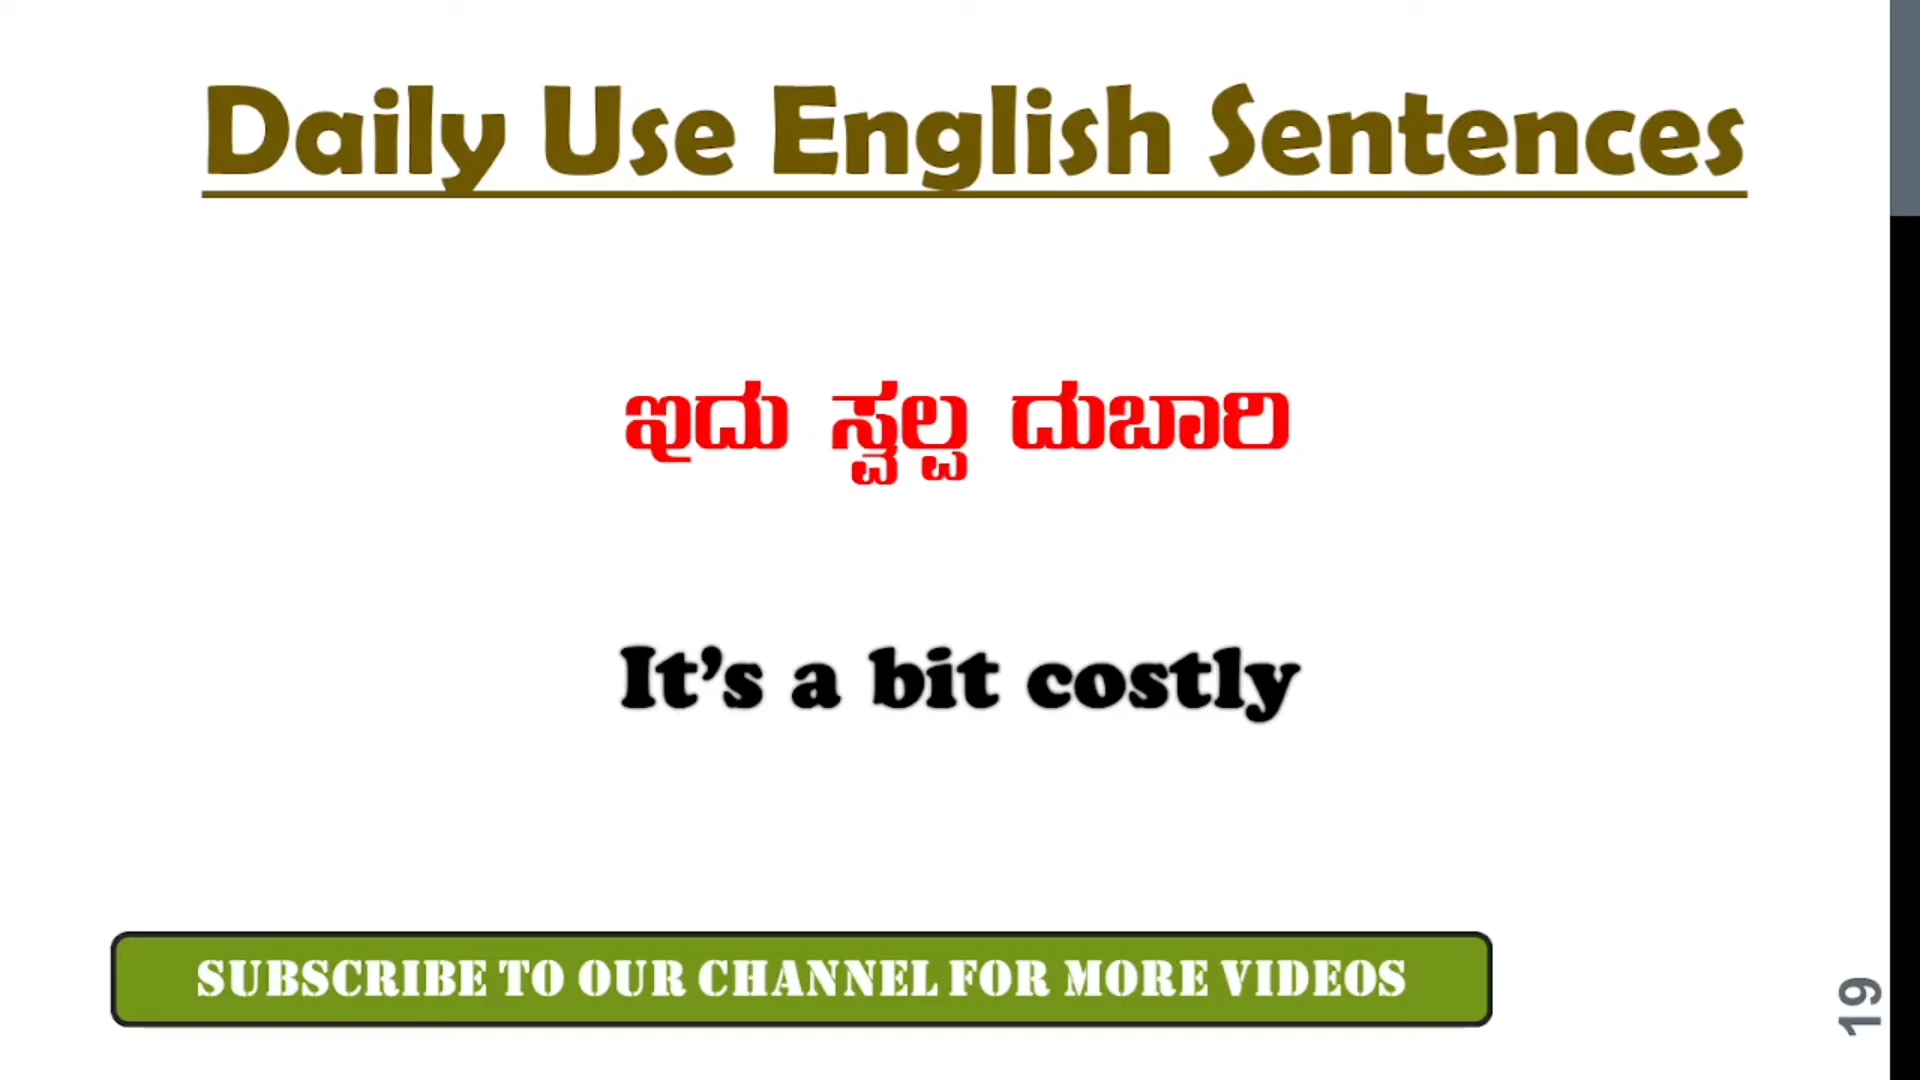 Daily Use English Sentences
ಇದು ಸ್ವಲ್ಪ ದುಬಾರಿ
It’s a bit costly
SUBSCRIBE TO OUR CHANNEL FOR MORE VIDEOS
19